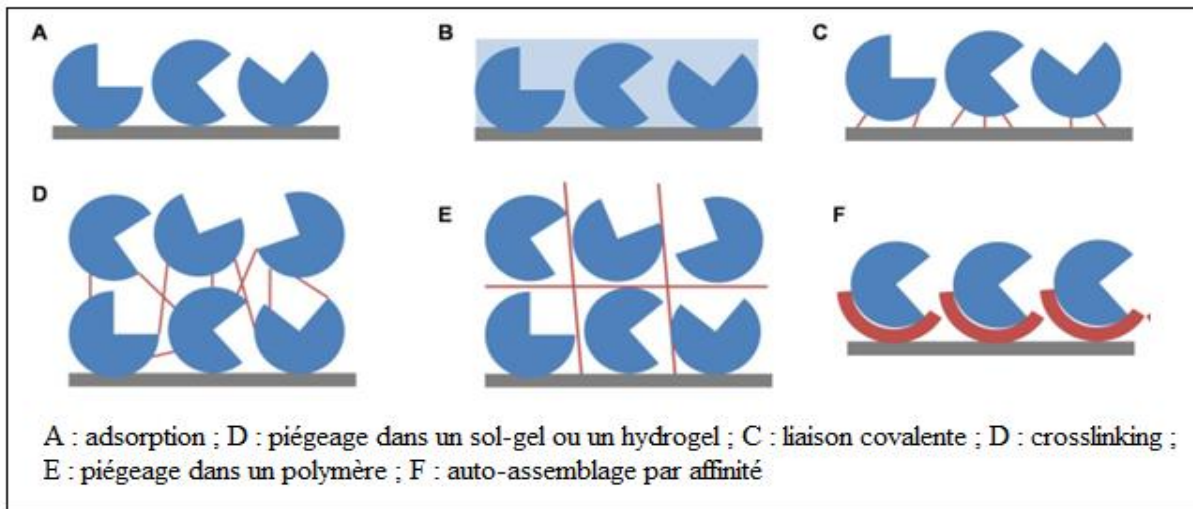 A
B
C
D
E
F
A : adsorption ; D : piégeage dans un sol-gel ou un hydrogel ; C : liaison covalente ; D : crosslinking ;
E : piégeage dans un polymère ; F : auto-assemblage par affinité